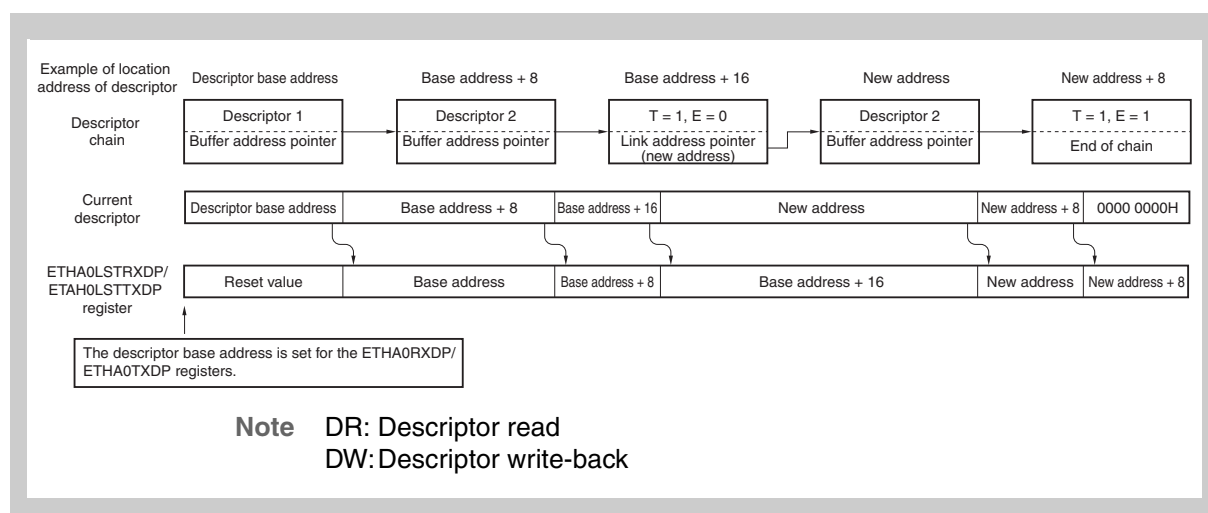 Example of location
address of descriptor
Descriptor base address
Base address + 8
Base address + 16
New address
New address + 8
Descriptor
chain
Descriptor 1
Buffer address pointer
Descriptor 2
Buffer address pointer
T = 1, E = 0
Link address pointer
(new address)
Descriptor 2
Buffer address pointer
T = 1, E = 1
End of chain
Current
descriptor
Descriptor base address
Base address + 8
Base address + 16
New address
New address + 8
0000 0000H
ETHA0LSTRXDP/
ETAH0LSTTXDP
register
Reset value
Base address
Base address + 8
Base address + 16
New address
New address + 8
The descriptor base address is set for the ETHA0RXDP/
ETHA0TXDP registers.
Note DR: Descriptor read
DW: Descriptor write-back